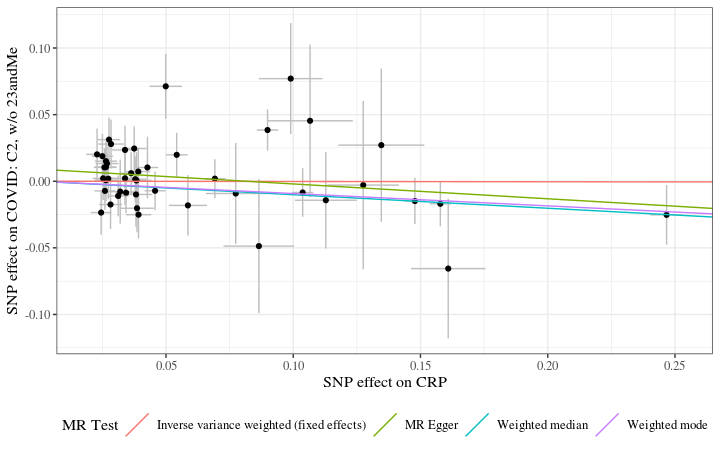 SNP effect on COVID: C2, w/o 23andMe
0.10
0.05
0.00
-0.05
-0.10
0.05 0.10 0.15 0.20 0.25
SNP effect on CRP
MR Test Inverse variance weighted (fixed effects) MR Egger Weighted median Weighted mode